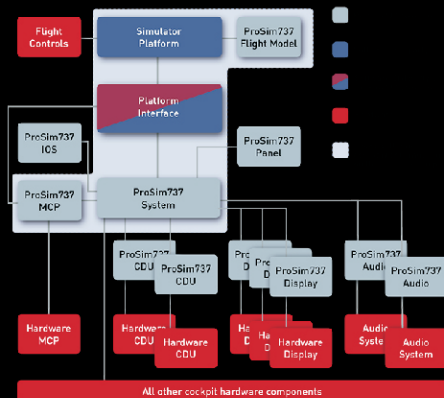 Flight
Controls
Simulator
Platform
ProSim737
Flight Model
Platform
Interface
ProSim737
IOS
ProSim737
Panel
ProSim737
MCP
ProSim737
System
ProSim737
CDU
ProSim737
CDU
ProSim737
Display
ProSim737
Audio
ProSim737
Audio
Hardware
MCP
Hardware
CDU
Hardware
CDU
Hardware
Display
Audio
System
Audio
System
All other cockpit hardware components